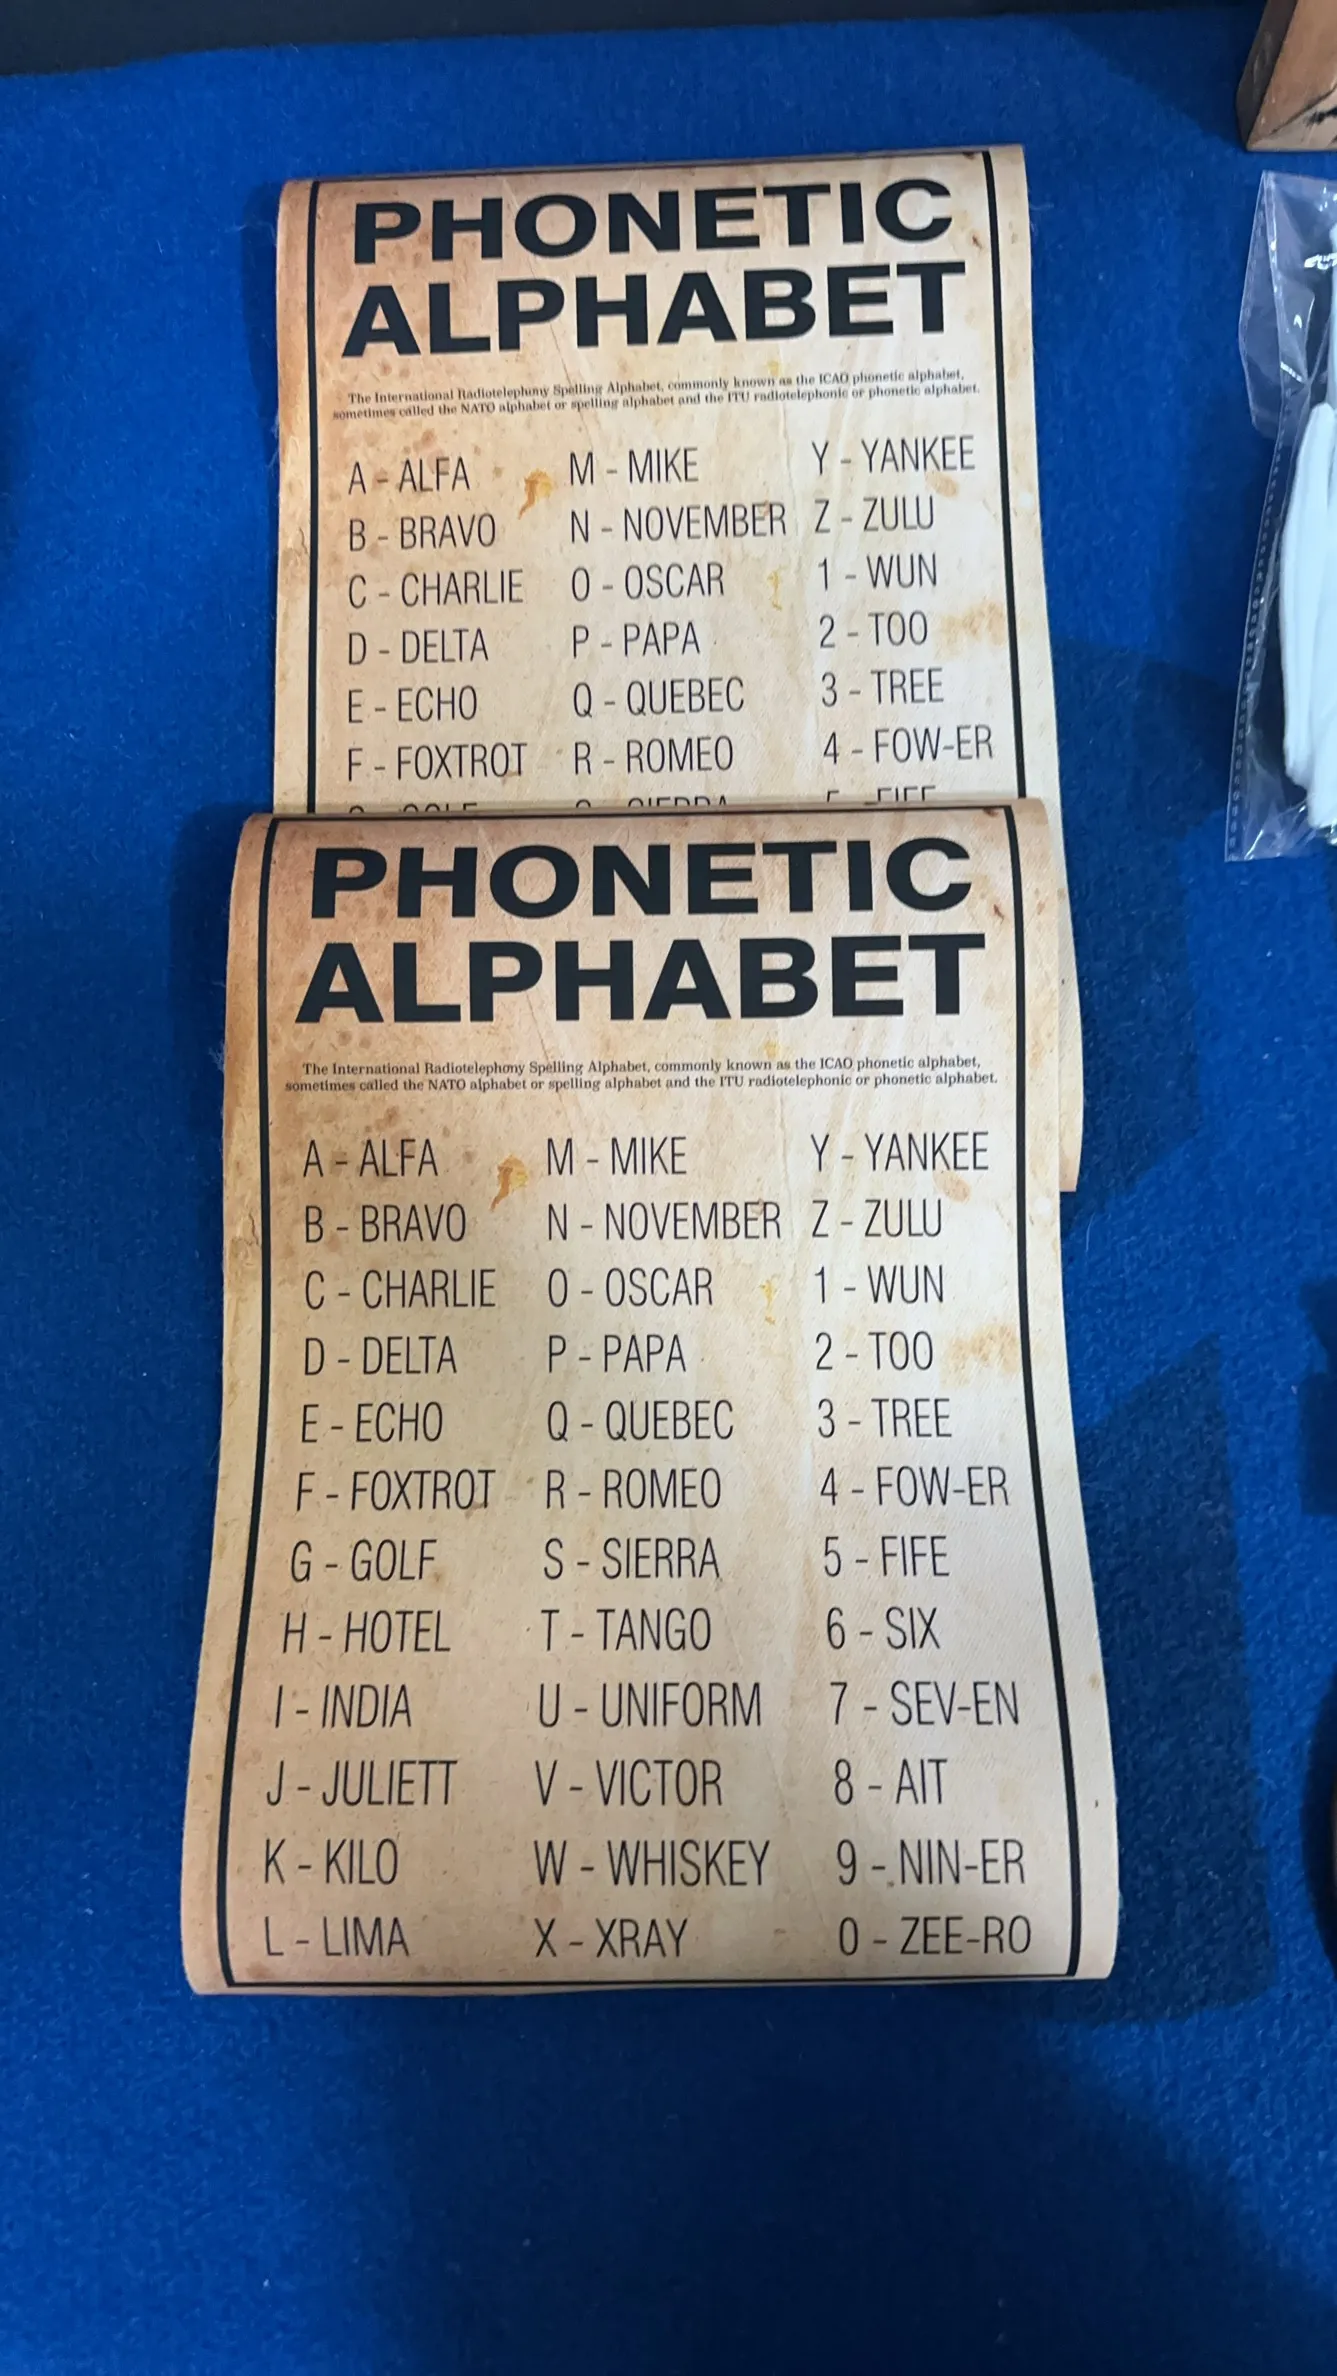 PHONETIC
ALPHABET
The International Radiotelephony Spelling Alphabet, commonly known as the ICAO phonetic alphabet,
sometimes called the NATO alphabet or spelling alphabet and the ITU radiotelephonic or phonetic alphabet.
A - ALFA M - MIKE Y - YANKEE
B - BRAVO N - NOVEMBER Z - ZULU
C - CHARLIE O - OSCAR 1 - WUN
D - DELTA P - PAPA 2 - TOO
E - ECHO Q - QUEBEC 3 - TREE
F - FOXTROT R - ROMEO 4 - FOW-ER
G - GOLF S - SIERRA 5 - FIFE
PHONETIC
ALPHABET
The International Radiotelephony Spelling Alphabet, commonly known as the ICAO phonetic alphabet,
sometimes called the NATO alphabet or spelling alphabet and the ITU radiotelephonic or phonetic alphabet.
A - ALFA M - MIKE Y - YANKEE
B - BRAVO N - NOVEMBER Z - ZULU
C - CHARLIE O - OSCAR 1 - WUN
D - DELTA P - PAPA 2 - TOO
E - ECHO Q - QUEBEC 3 - TREE
F - FOXTROT R - ROMEO 4 - FOW-ER
G - GOLF S - SIERRA 5 - FIFE
H - HOTEL T - TANGO 6 - SIX
I - INDIA U - UNIFORM 7 - SEV-EN
J - JULIETT V - VICTOR 8 - AIT
K - KILO W - WHISKEY 9 - NIN-ER
L - LIMA X - XRAY 0 - ZEE-RO